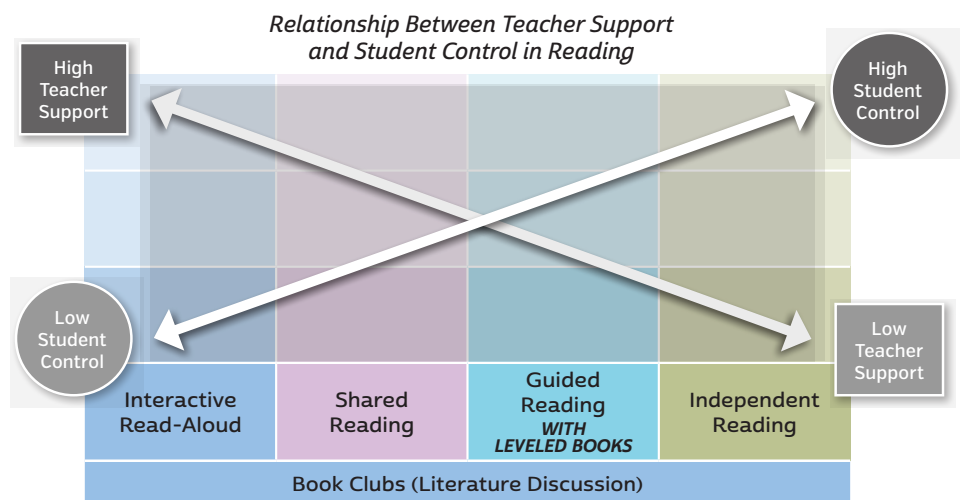 Relationship Between Teacher Support
and Student Control in Reading
High
Teacher
Support
High
Student
Control
Low
Student
Control
Low
Teacher
Support
Interactive
Read-Aloud
Shared
Reading
Guided
Reading
WITH
LEVELED BOOKS
Independent
Reading
Book Clubs (Literature Discussion)